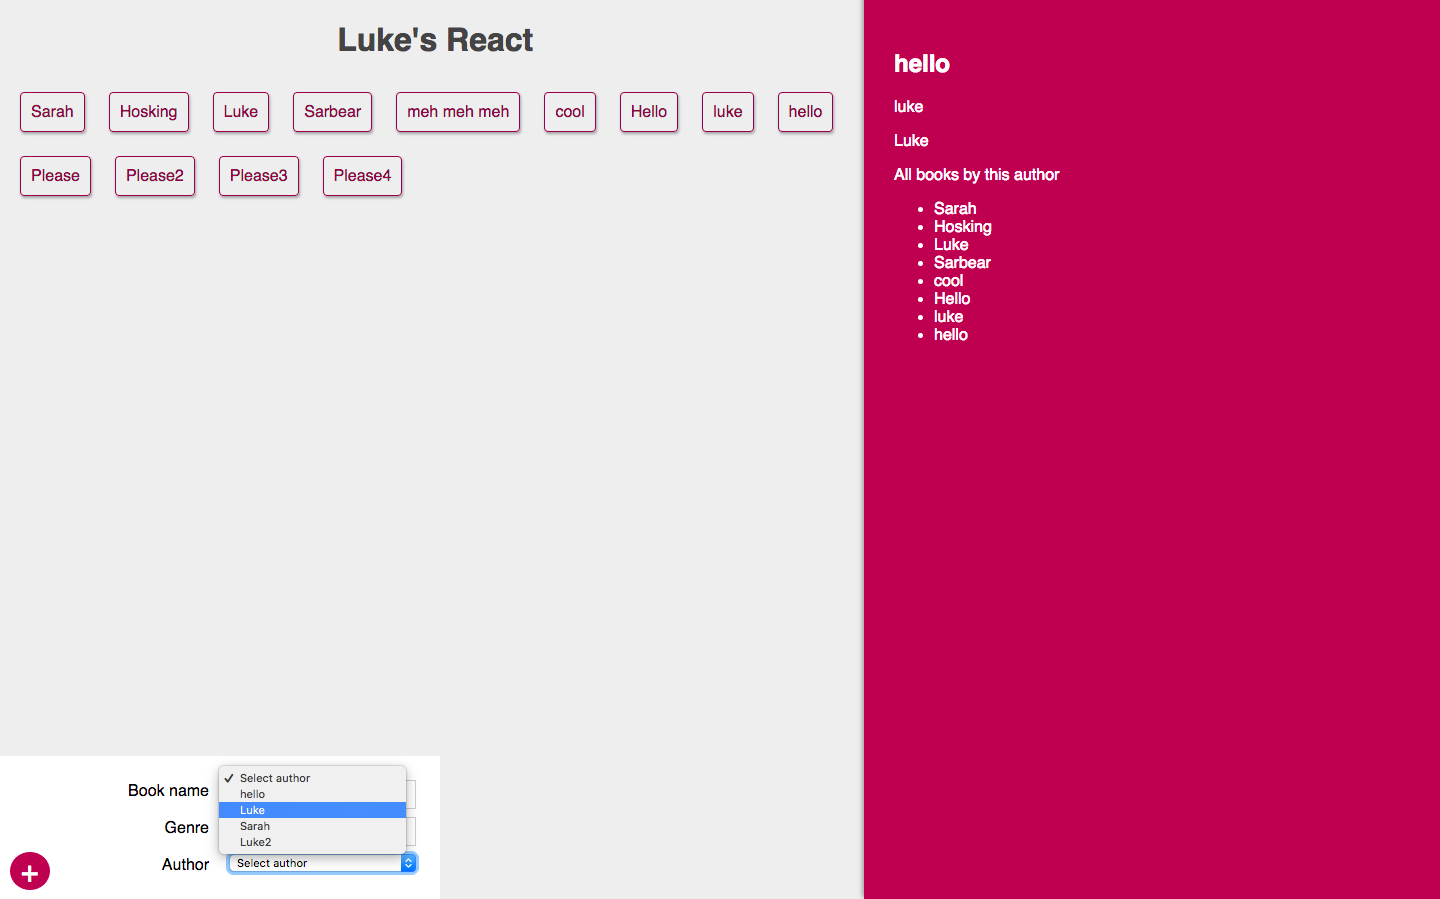 Luke's React
Sarah Hosking Luke Sarbear meh meh meh cool Hello luke hello
Please Please2 Please3 Please4
hello
luke
Luke
All books by this author
Sarah
Hosking
Luke
Sarbear
cool
Hello
luke
hello
Book name
Genre
Author
✓ Select author
hello
Luke
Sarah
Luke2
Select author
+